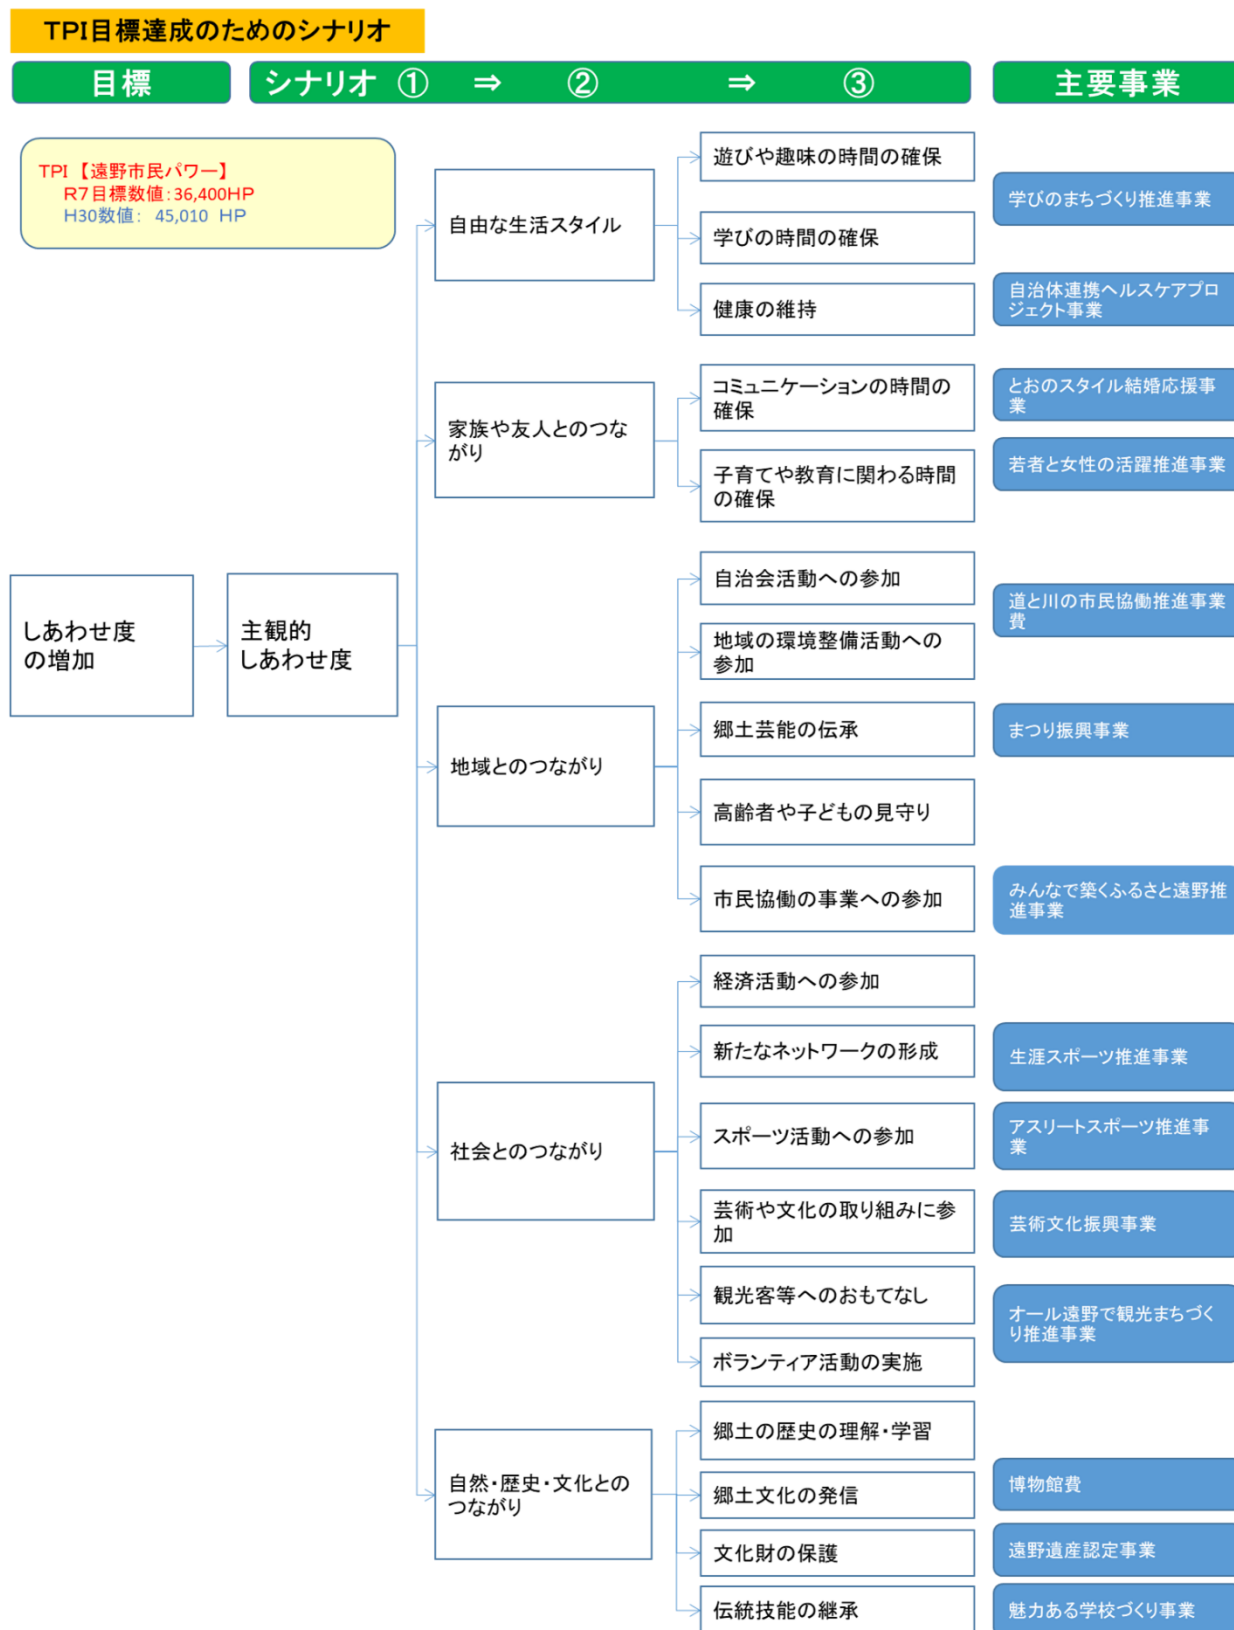 TPI目標達成のためのシナリオ
目標
シナリオ ① ⇒ ② ⇒ ③
主要事業
TPI 【遠野市民パワー】
R7目標数値：36,400HP
H30数値： 45,010 HP
しあわせ度
の増加
主観的
しあわせ度
自由な生活スタイル
遊びや趣味の時間の確保
学びの時間の確保
健康の維持
学びのまちづくり推進事業
自治体連携ヘルスケアプロ
ジェクト事業
家族や友人とのつな
がり
コミュニケーションの時間の
確保
子育てや教育に関わる時間
の確保
とおのスタイル結婚応援事
業
若者と女性の活躍推進事業
地域とのつながり
自治会活動への参加
地域の環境整備活動への
参加
郷土芸能の伝承
高齢者や子どもの見守り
市民協働の事業への参加
道と川の市民協働推進事業
費
まつり振興事業
みんなで築くふるさと遠野推
進事業
社会とのつながり
経済活動への参加
新たなネットワークの形成
スポーツ活動への参加
芸術や文化の取り組みに参
加
観光客等へのおもてなし
ボランティア活動の実施
生涯スポーツ推進事業
アスリートスポーツ推進事
業
芸術文化振興事業
オール遠野で観光まちづく
り推進事業
自然・歴史・文化との
つながり
郷土の歴史の理解・学習
郷土文化の発信
文化財の保護
伝統技能の継承
博物館費
遠野遺産認定事業
魅力ある学校づくり事業